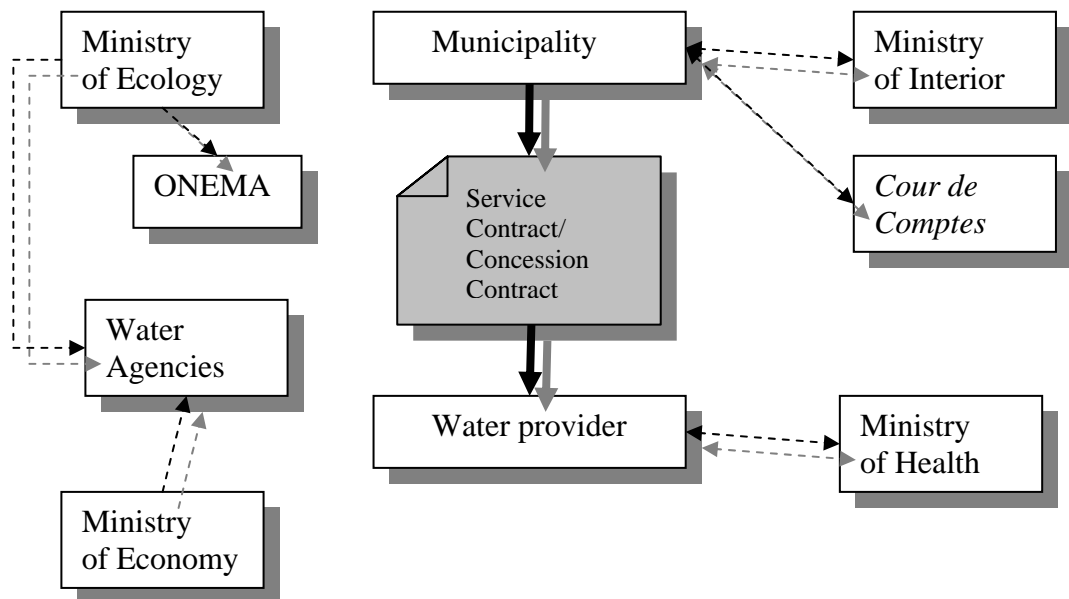 Ministry
of Ecology
Municipality
Ministry
of Interior
ONEMA
Service
Contract/
Concession
Contract
Cour de
Comptes
Water
Agencies
Water provider
Ministry
of Health
Ministry
of Economy